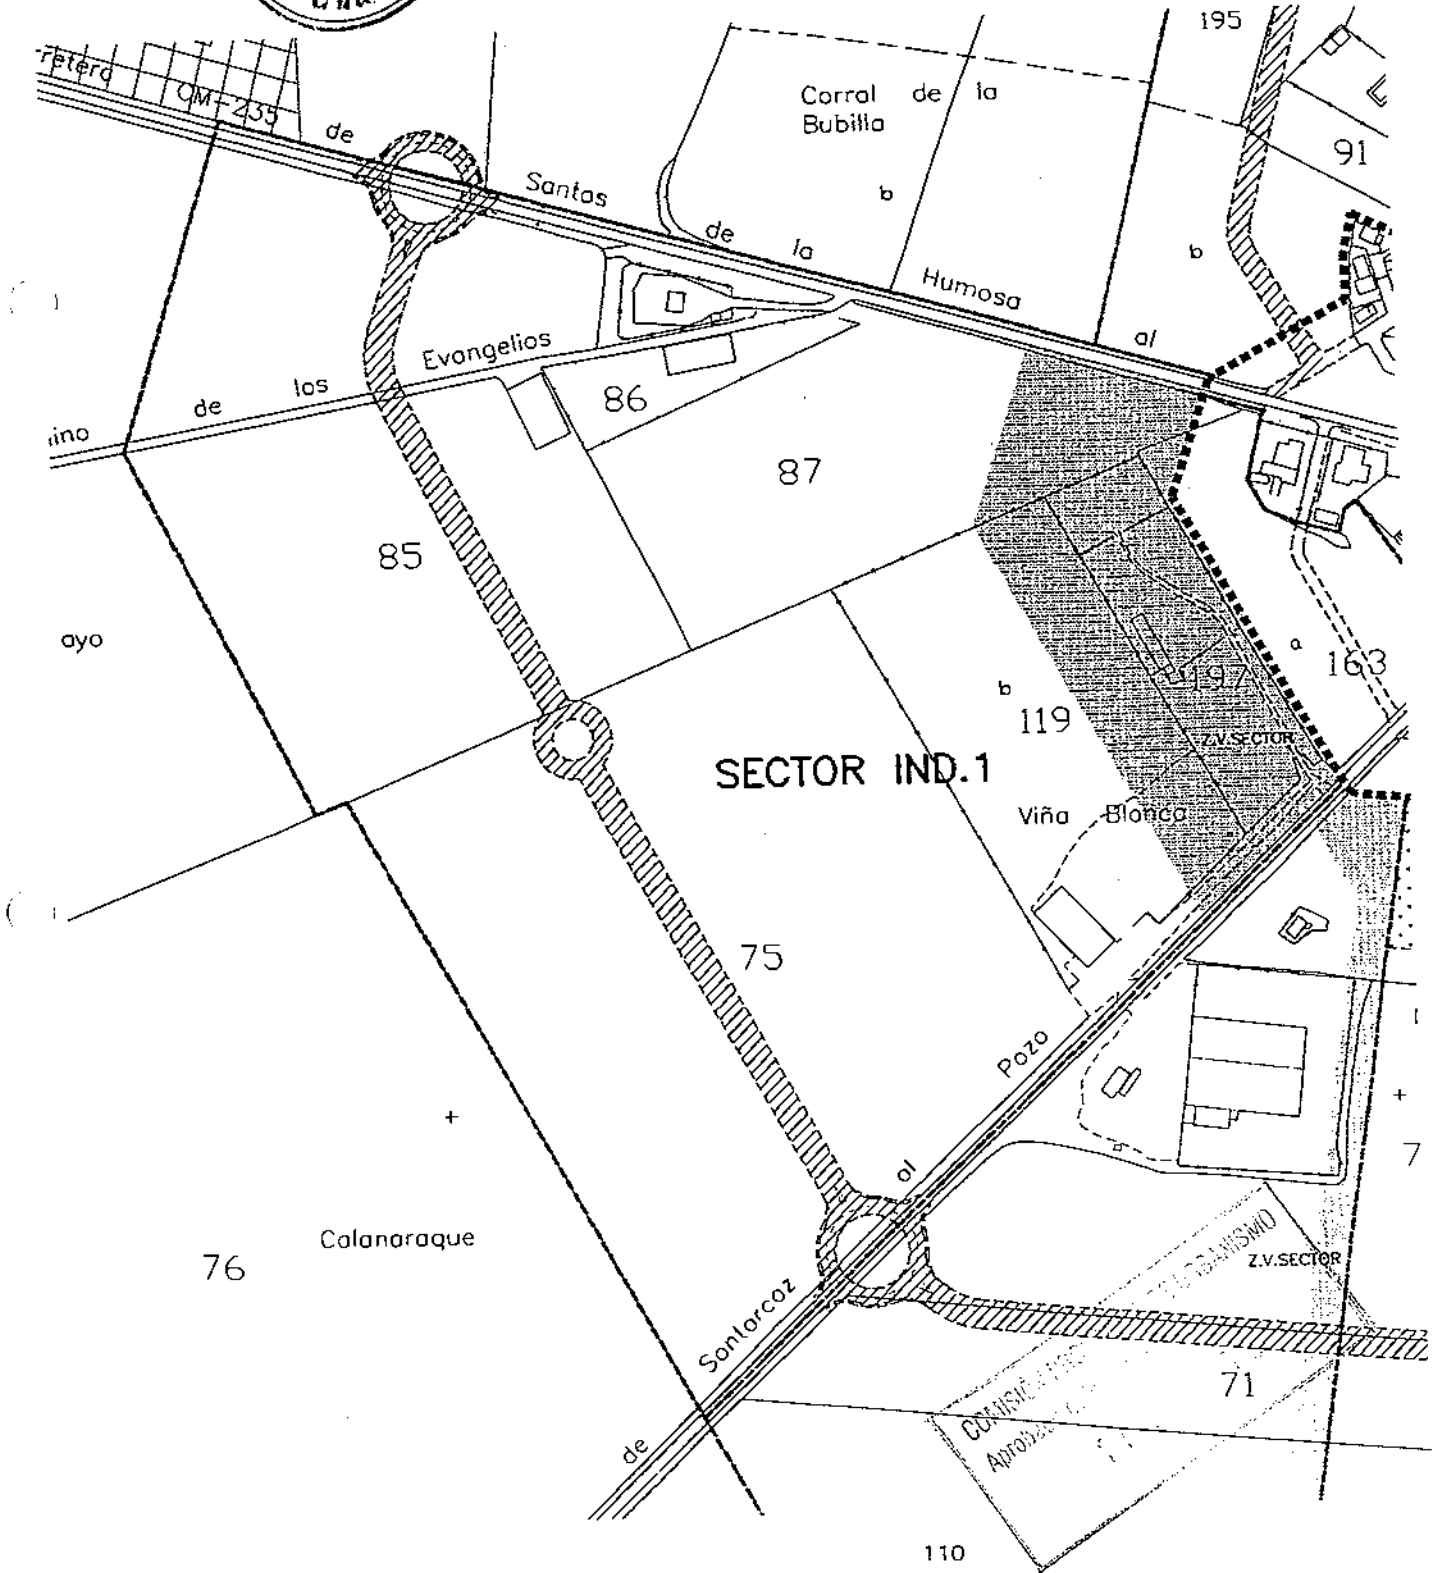 195
CM-235
de
Santos
de
la
Humosa
al
Corral de la
Bubilla
b
91
b
de los Evangelios
86
87
85
ayo
a
163
197
b
119
Z.V.SECTOR
SECTOR IND.1
Viña Blanca
75
Pozo
al
Santorcaz
de
+
+
7
76
Calanaraque
Z.V.SECTOR
71
COMISIÓN
URBANISMO
110